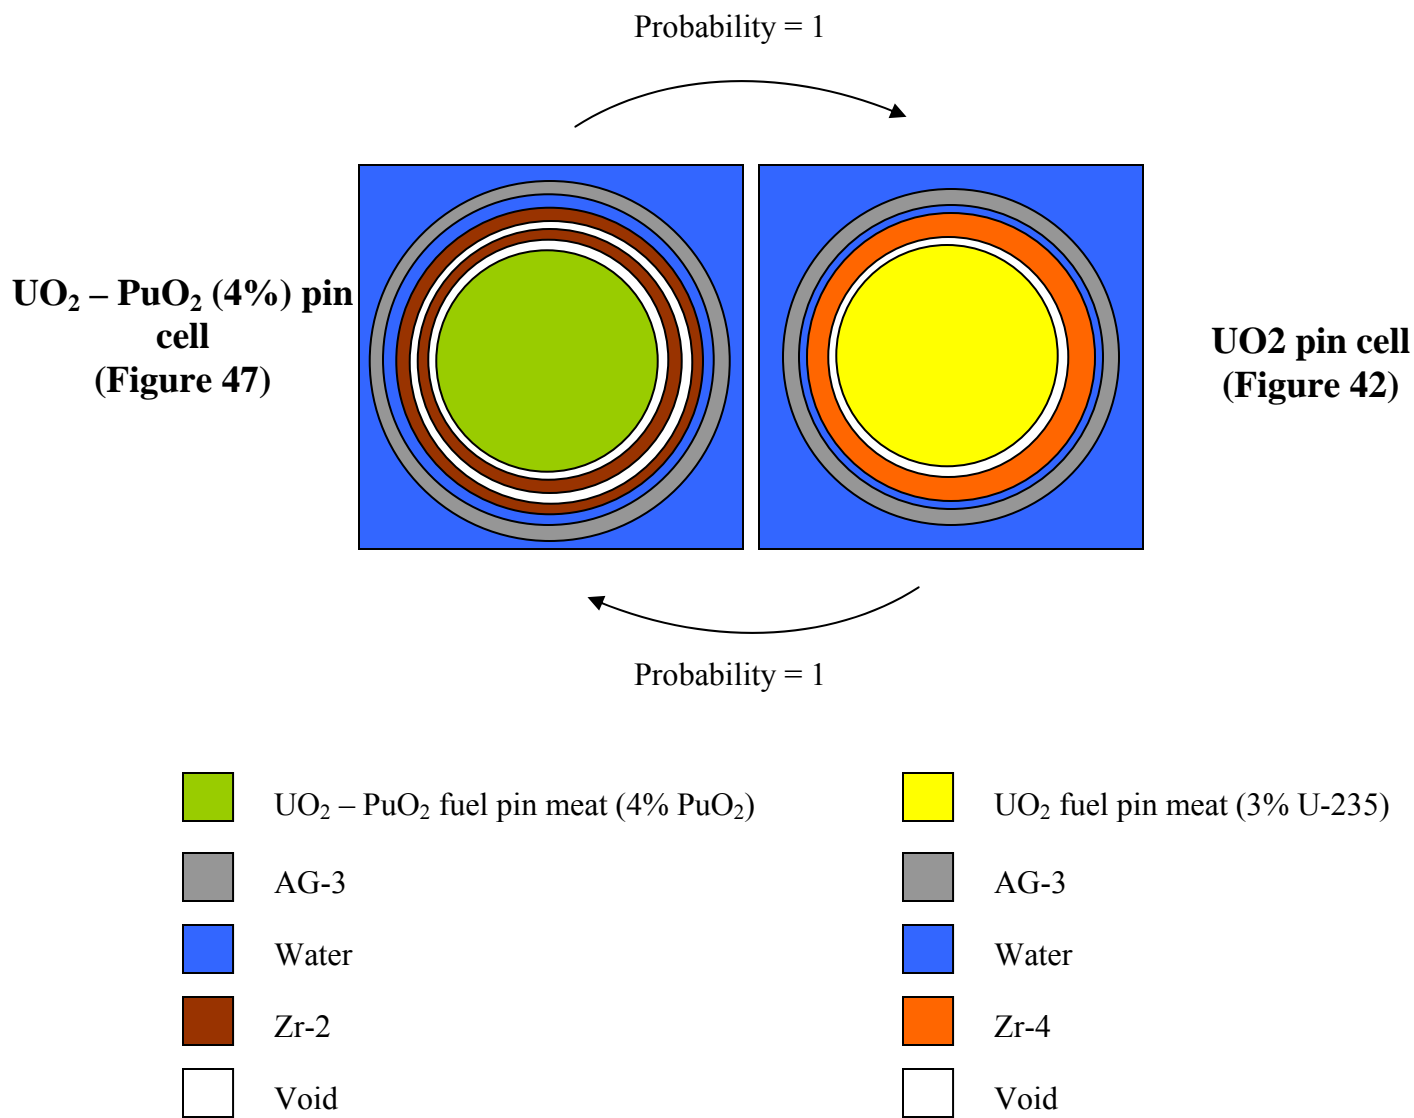 Probability = 1
UO₂ – PuO₂ (4%) pin
cell
(Figure 47)
UO2 pin cell
(Figure 42)
Probability = 1
UO₂ – PuO₂ fuel pin meat (4% PuO₂)
UO₂ fuel pin meat (3% U-235)
AG-3
AG-3
Water
Water
Zr-2
Zr-4
Void
Void